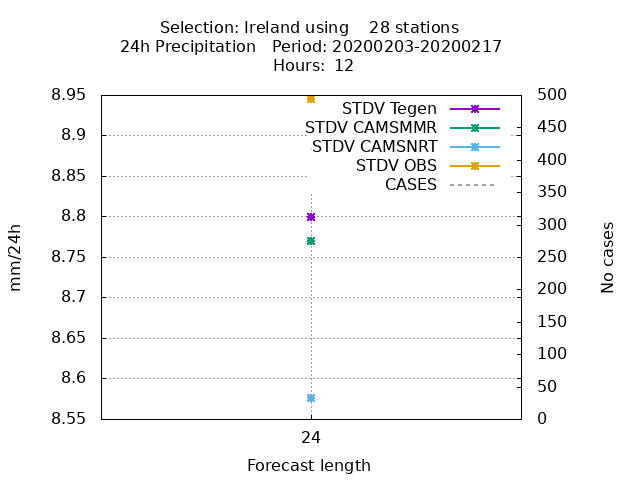 Selection: Ireland using    28 stations
24h Precipitation   Period: 20200203-20200217
Hours:  12
8.95
8.9
8.85
8.8
8.75
8.7
8.65
8.6
8.55
500
450
400
350
300
250
200
150
100
50
0
STDV Tegen
STDV CAMSMMR
STDV CAMSNRT
STDV OBS
CASES
mm/24h
No cases
24
Forecast length